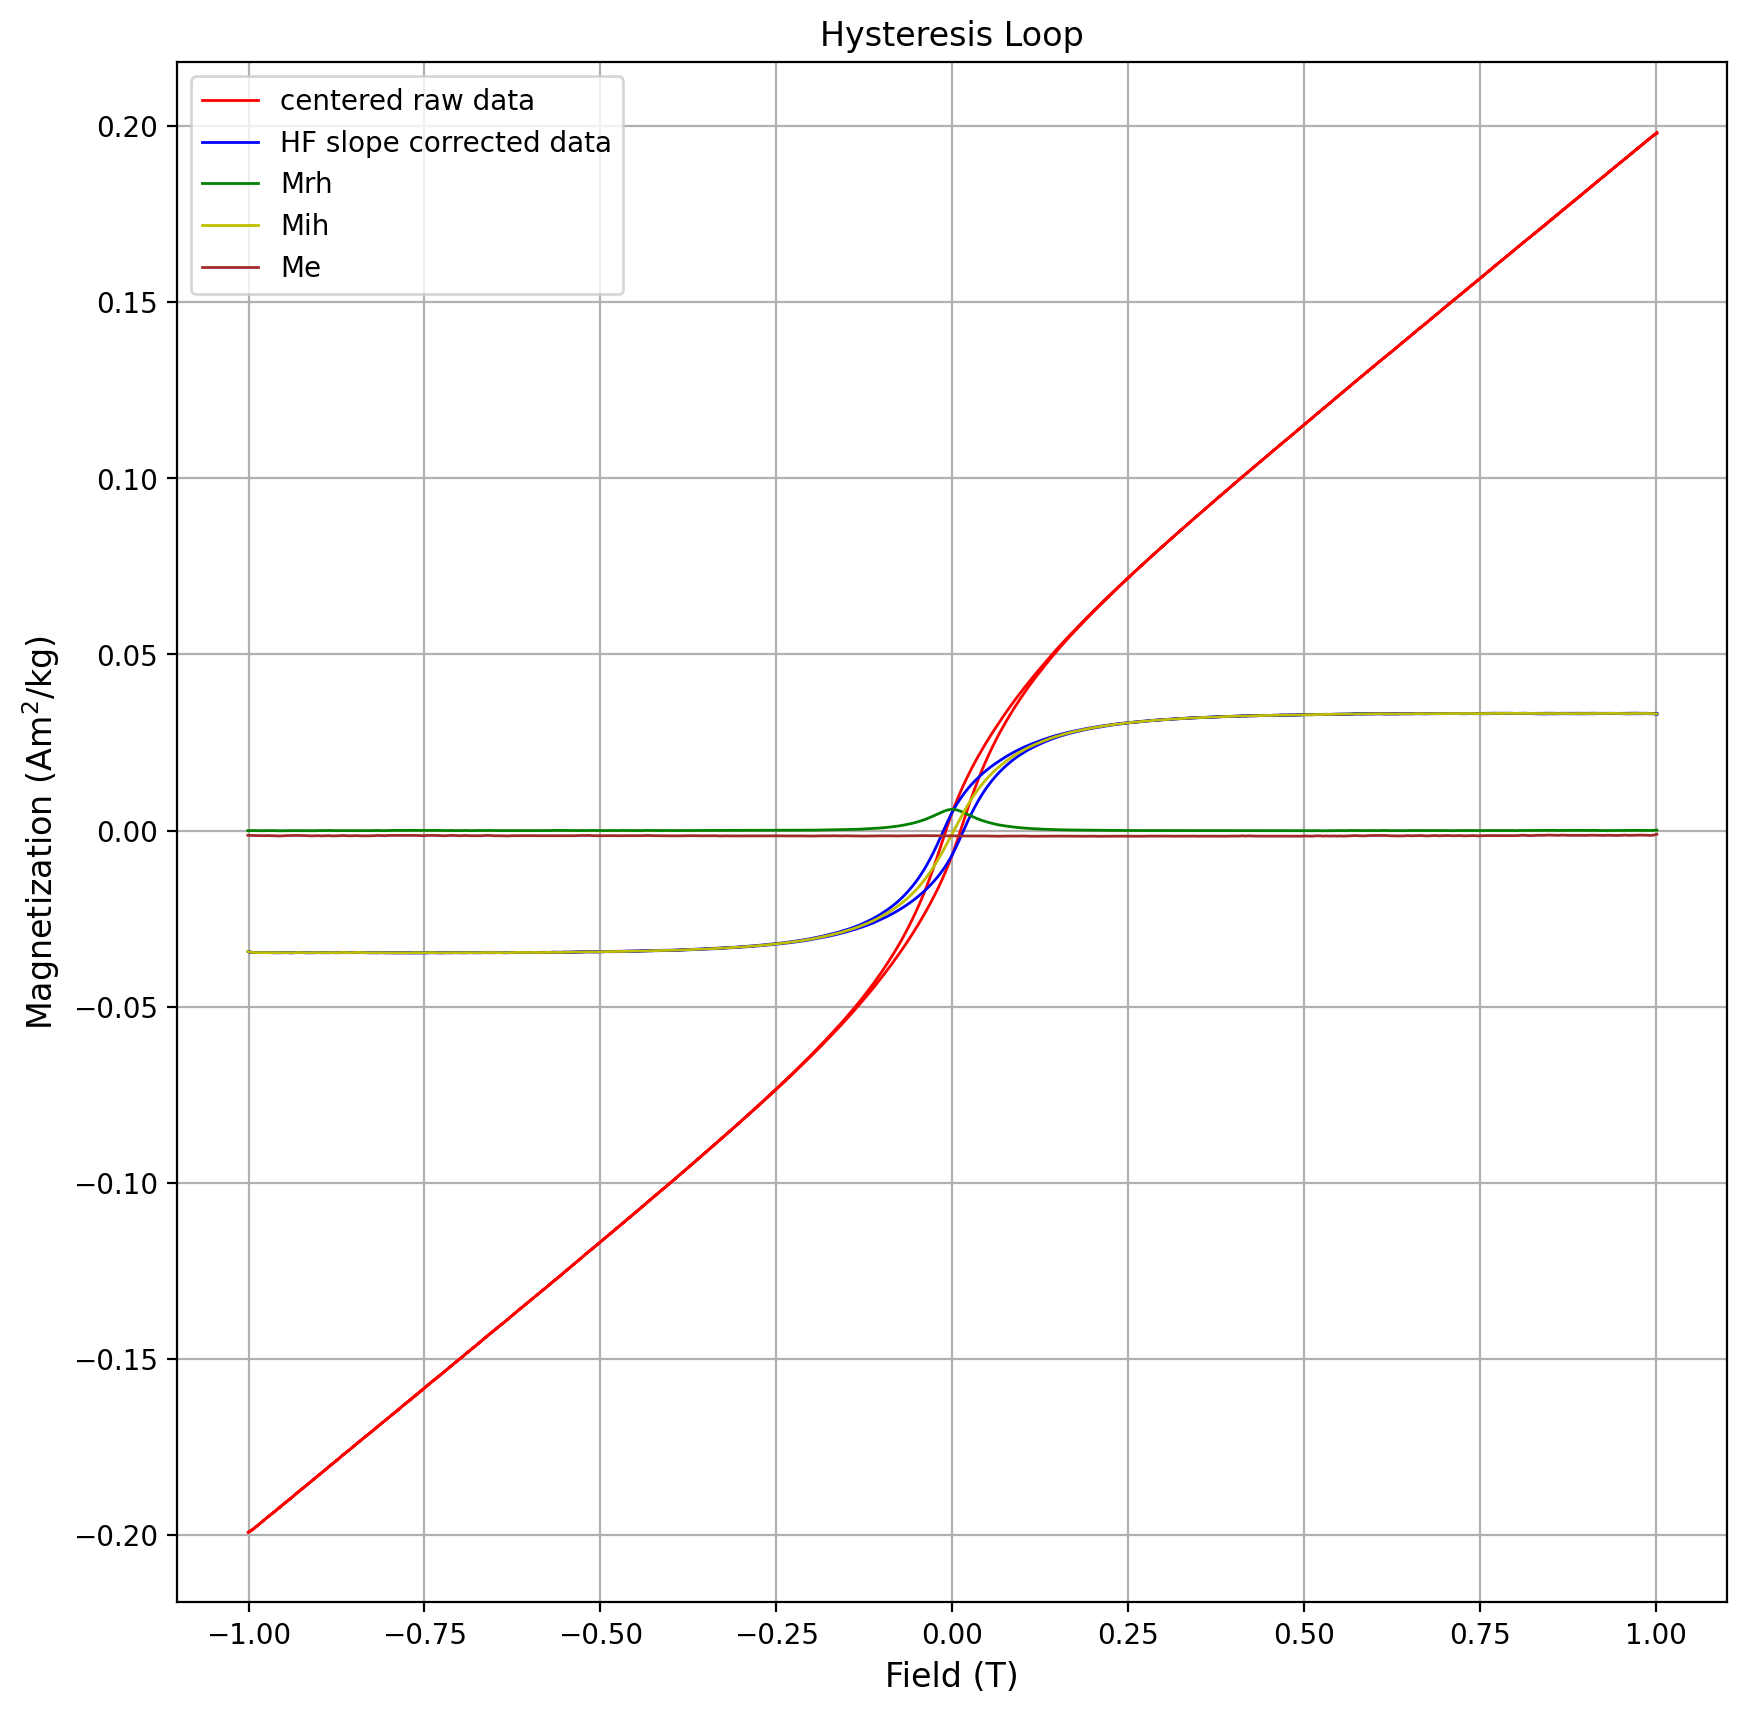 Hysteresis Loop
centered raw data
HF slope corrected data
Mrh
Mih
Me
0.20
0.15
0.10
0.05
0.00
−0.05
−0.10
−0.15
−0.20
Magnetization (Am²/kg)
−1.00 −0.75 −0.50 −0.25 0.00 0.25 0.50 0.75 1.00
Field (T)